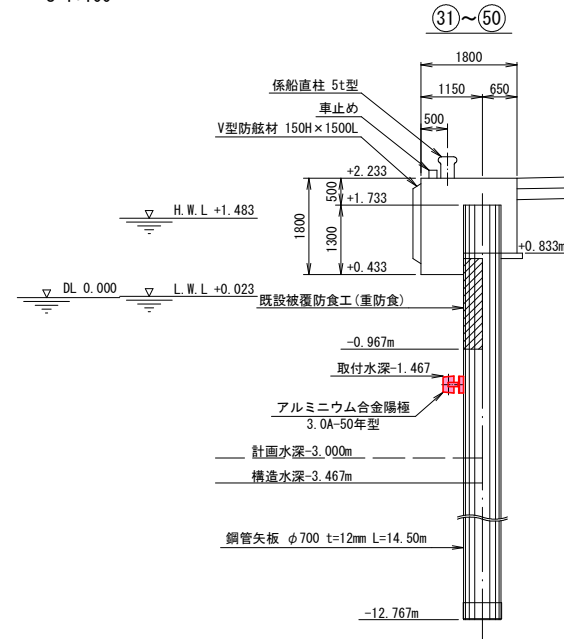 ㉛～㊿
1800
1150 650
係船直柱 5t型
500
車止め
V型防舷材 150H×1500L
+2.233
500
+1.733
H.W.L +1.483
1800
1300
+0.833m
+0.433
DL 0.000
L.W.L +0.023
既設被覆防食工(重防食)
-0.967m
取付水深-1.467
アルミニウム合金陽極
3.0A-50年型
計画水深-3.000m
構造水深-3.467m
鋼管矢板 φ700 t=12mm L=14.50m
-12.767m